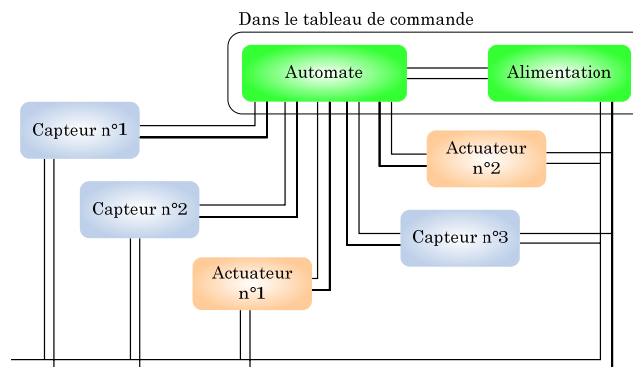 Dans le tableau de commande
Automate
Alimentation
Capteur n°1
Actuateur
n°2
Capteur n°2
Capteur n°3
Actuateur
n°1